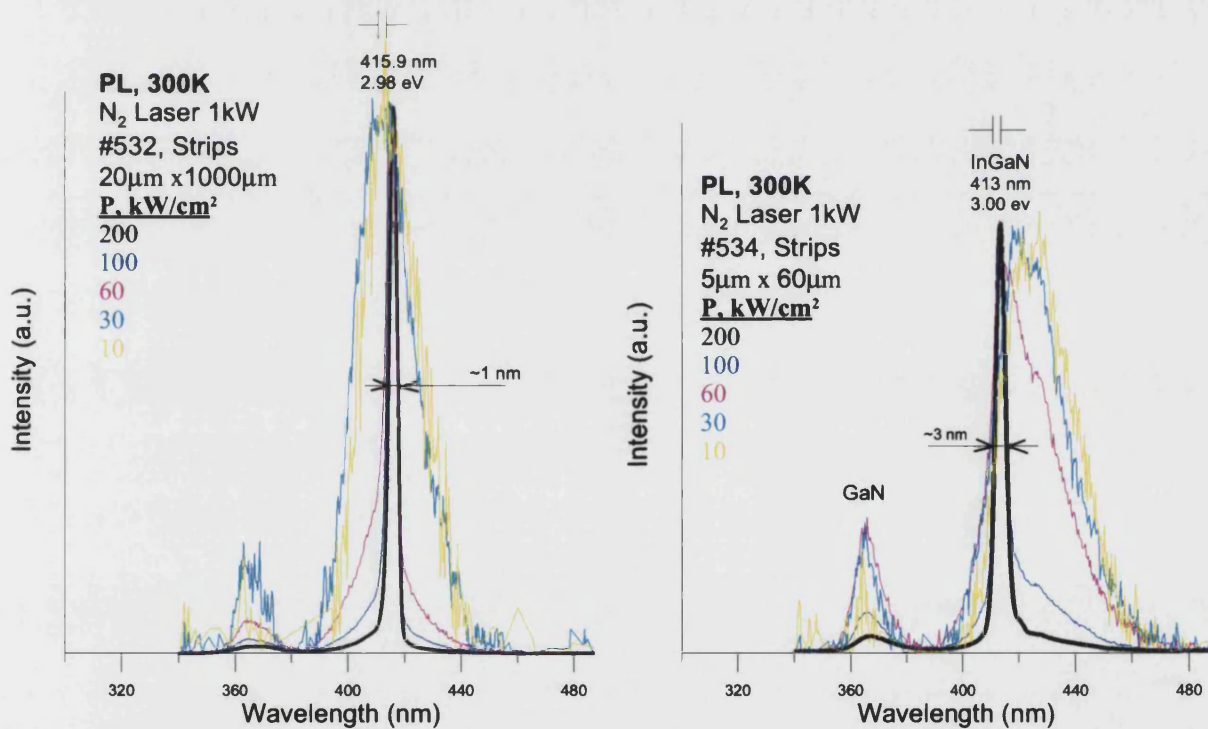 415.9 nm
2.98 eV
PL, 300K
N₂ Laser 1kW
#532, Strips
20µm x1000µm
P, kW/cm²
200
100
60
30
10
~1 nm
Intensity (a.u.)
320
360
400
440
480
Wavelength (nm)
InGaN
413 nm
3.00 ev
PL, 300K
N₂ Laser 1kW
#534, Strips
5µm x 60µm
P, kW/cm²
200
100
60
30
10
~3 nm
GaN
Intensity (a.u.)
320
360
400
440
480
Wavelength (nm)